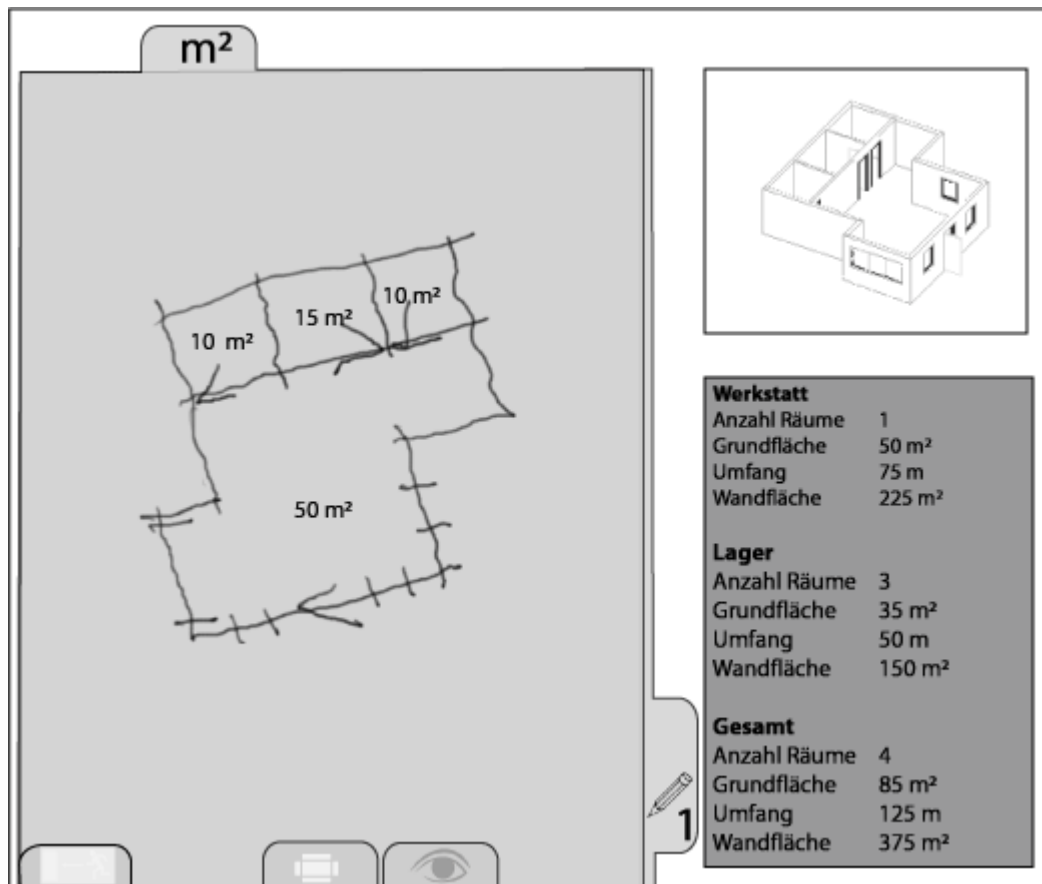 m²
10 m²
15 m²
10 m²
50 m²
1
Werkstatt
Anzahl Räume 1
Grundfläche 50 m²
Umfang 75 m
Wandfläche 225 m²
Lager
Anzahl Räume 3
Grundfläche 35 m²
Umfang 50 m
Wandfläche 150 m²
Gesamt
Anzahl Räume 4
Grundfläche 85 m²
Umfang 125 m
Wandfläche 375 m²